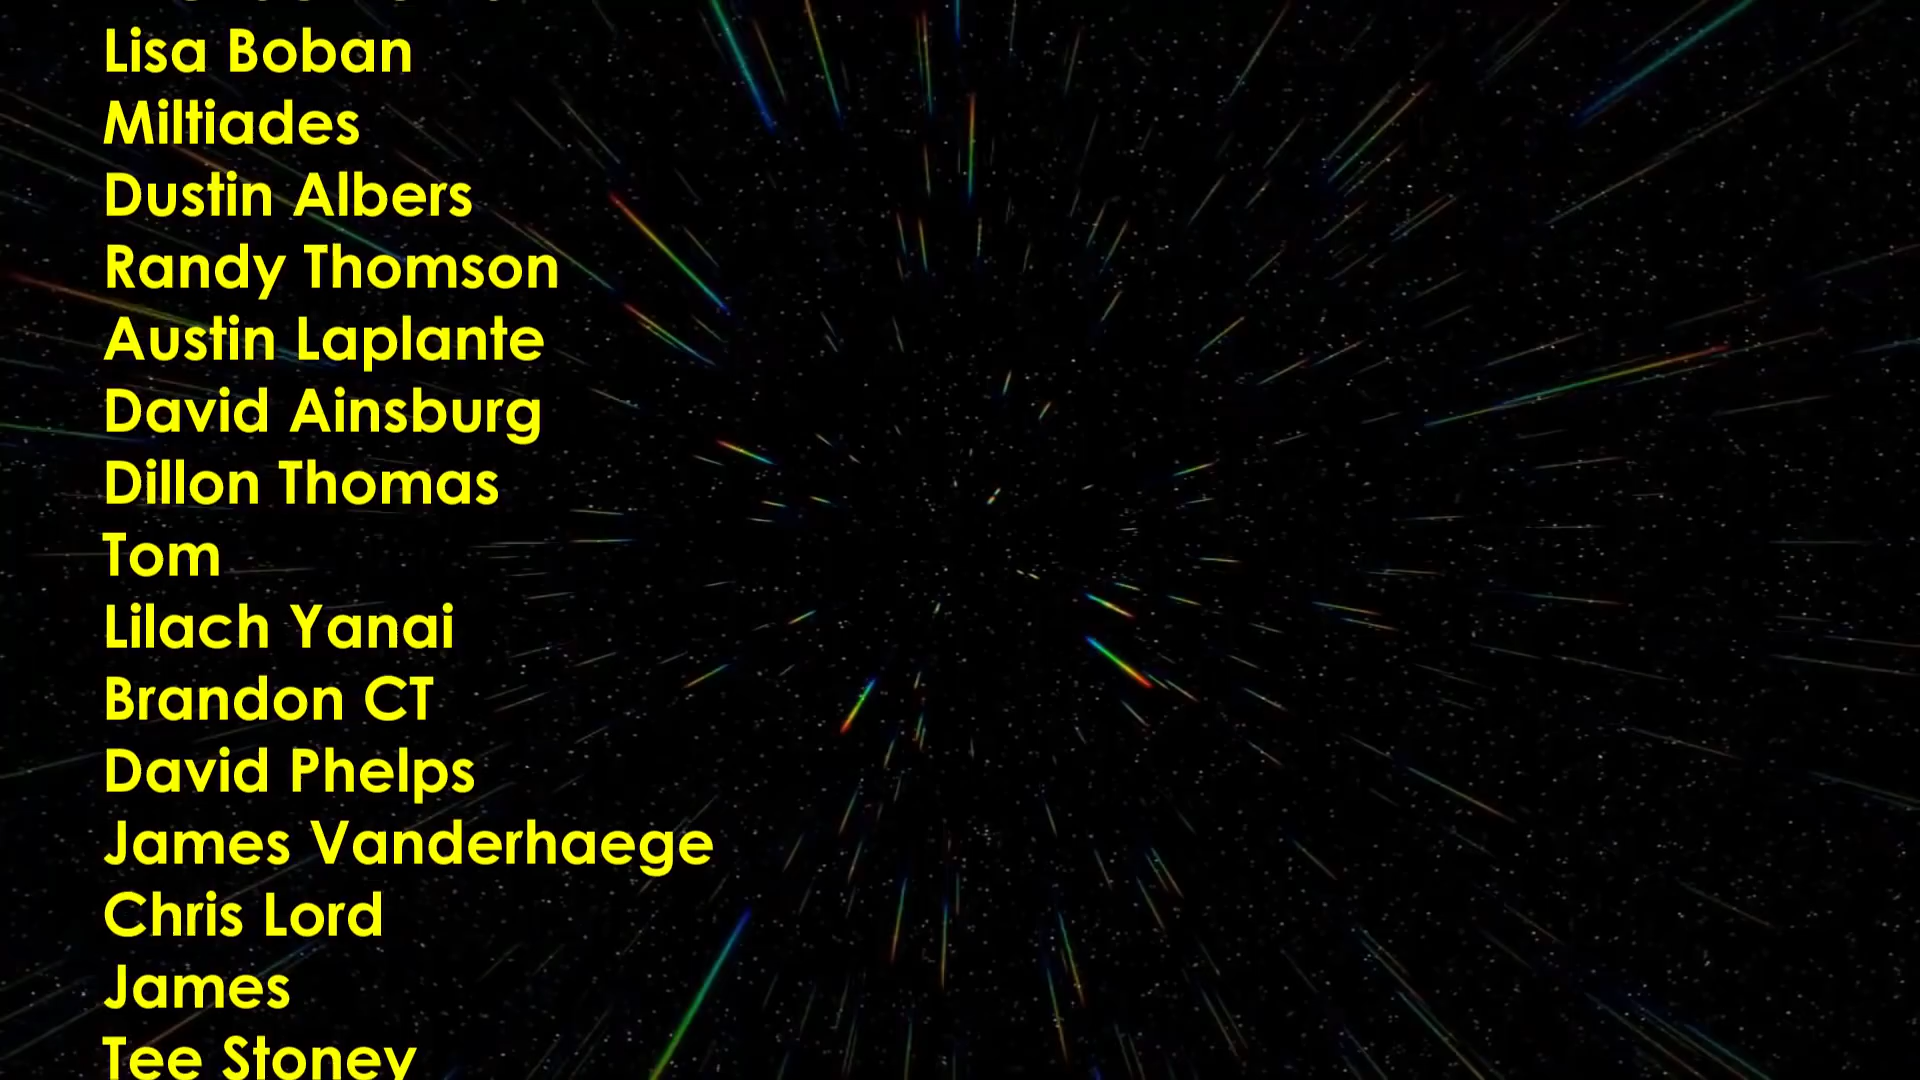 Lisa Boban
Miltiades
Dustin Albers
Randy Thomson
Austin Laplante
David Ainsburg
Dillon Thomas
Tom
Lilach Yanai
Brandon CT
David Phelps
James Vanderhaege
Chris Lord
James
Tee Stoney